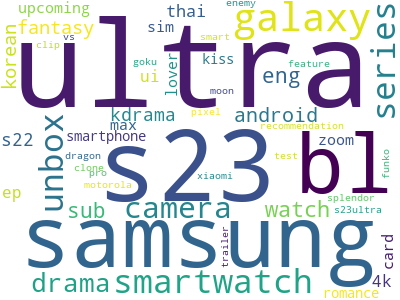 upcoming
thai
enemy
vs
fantasy
sim
smart
galaxy
clip
goku
kiss
feature
series
korean
ultra
ui
lover
eng
moon
kdrama
android
pixel
unbox
max
recommendation
s22
smartphone
zoom
dragon
s23
bl
test
funko
clone
pro
xiaomi
motorola
ep
sub
camera
watch
splendor
s23ultra
samsung
trailer
card
drama
smartwatch
4k
romance